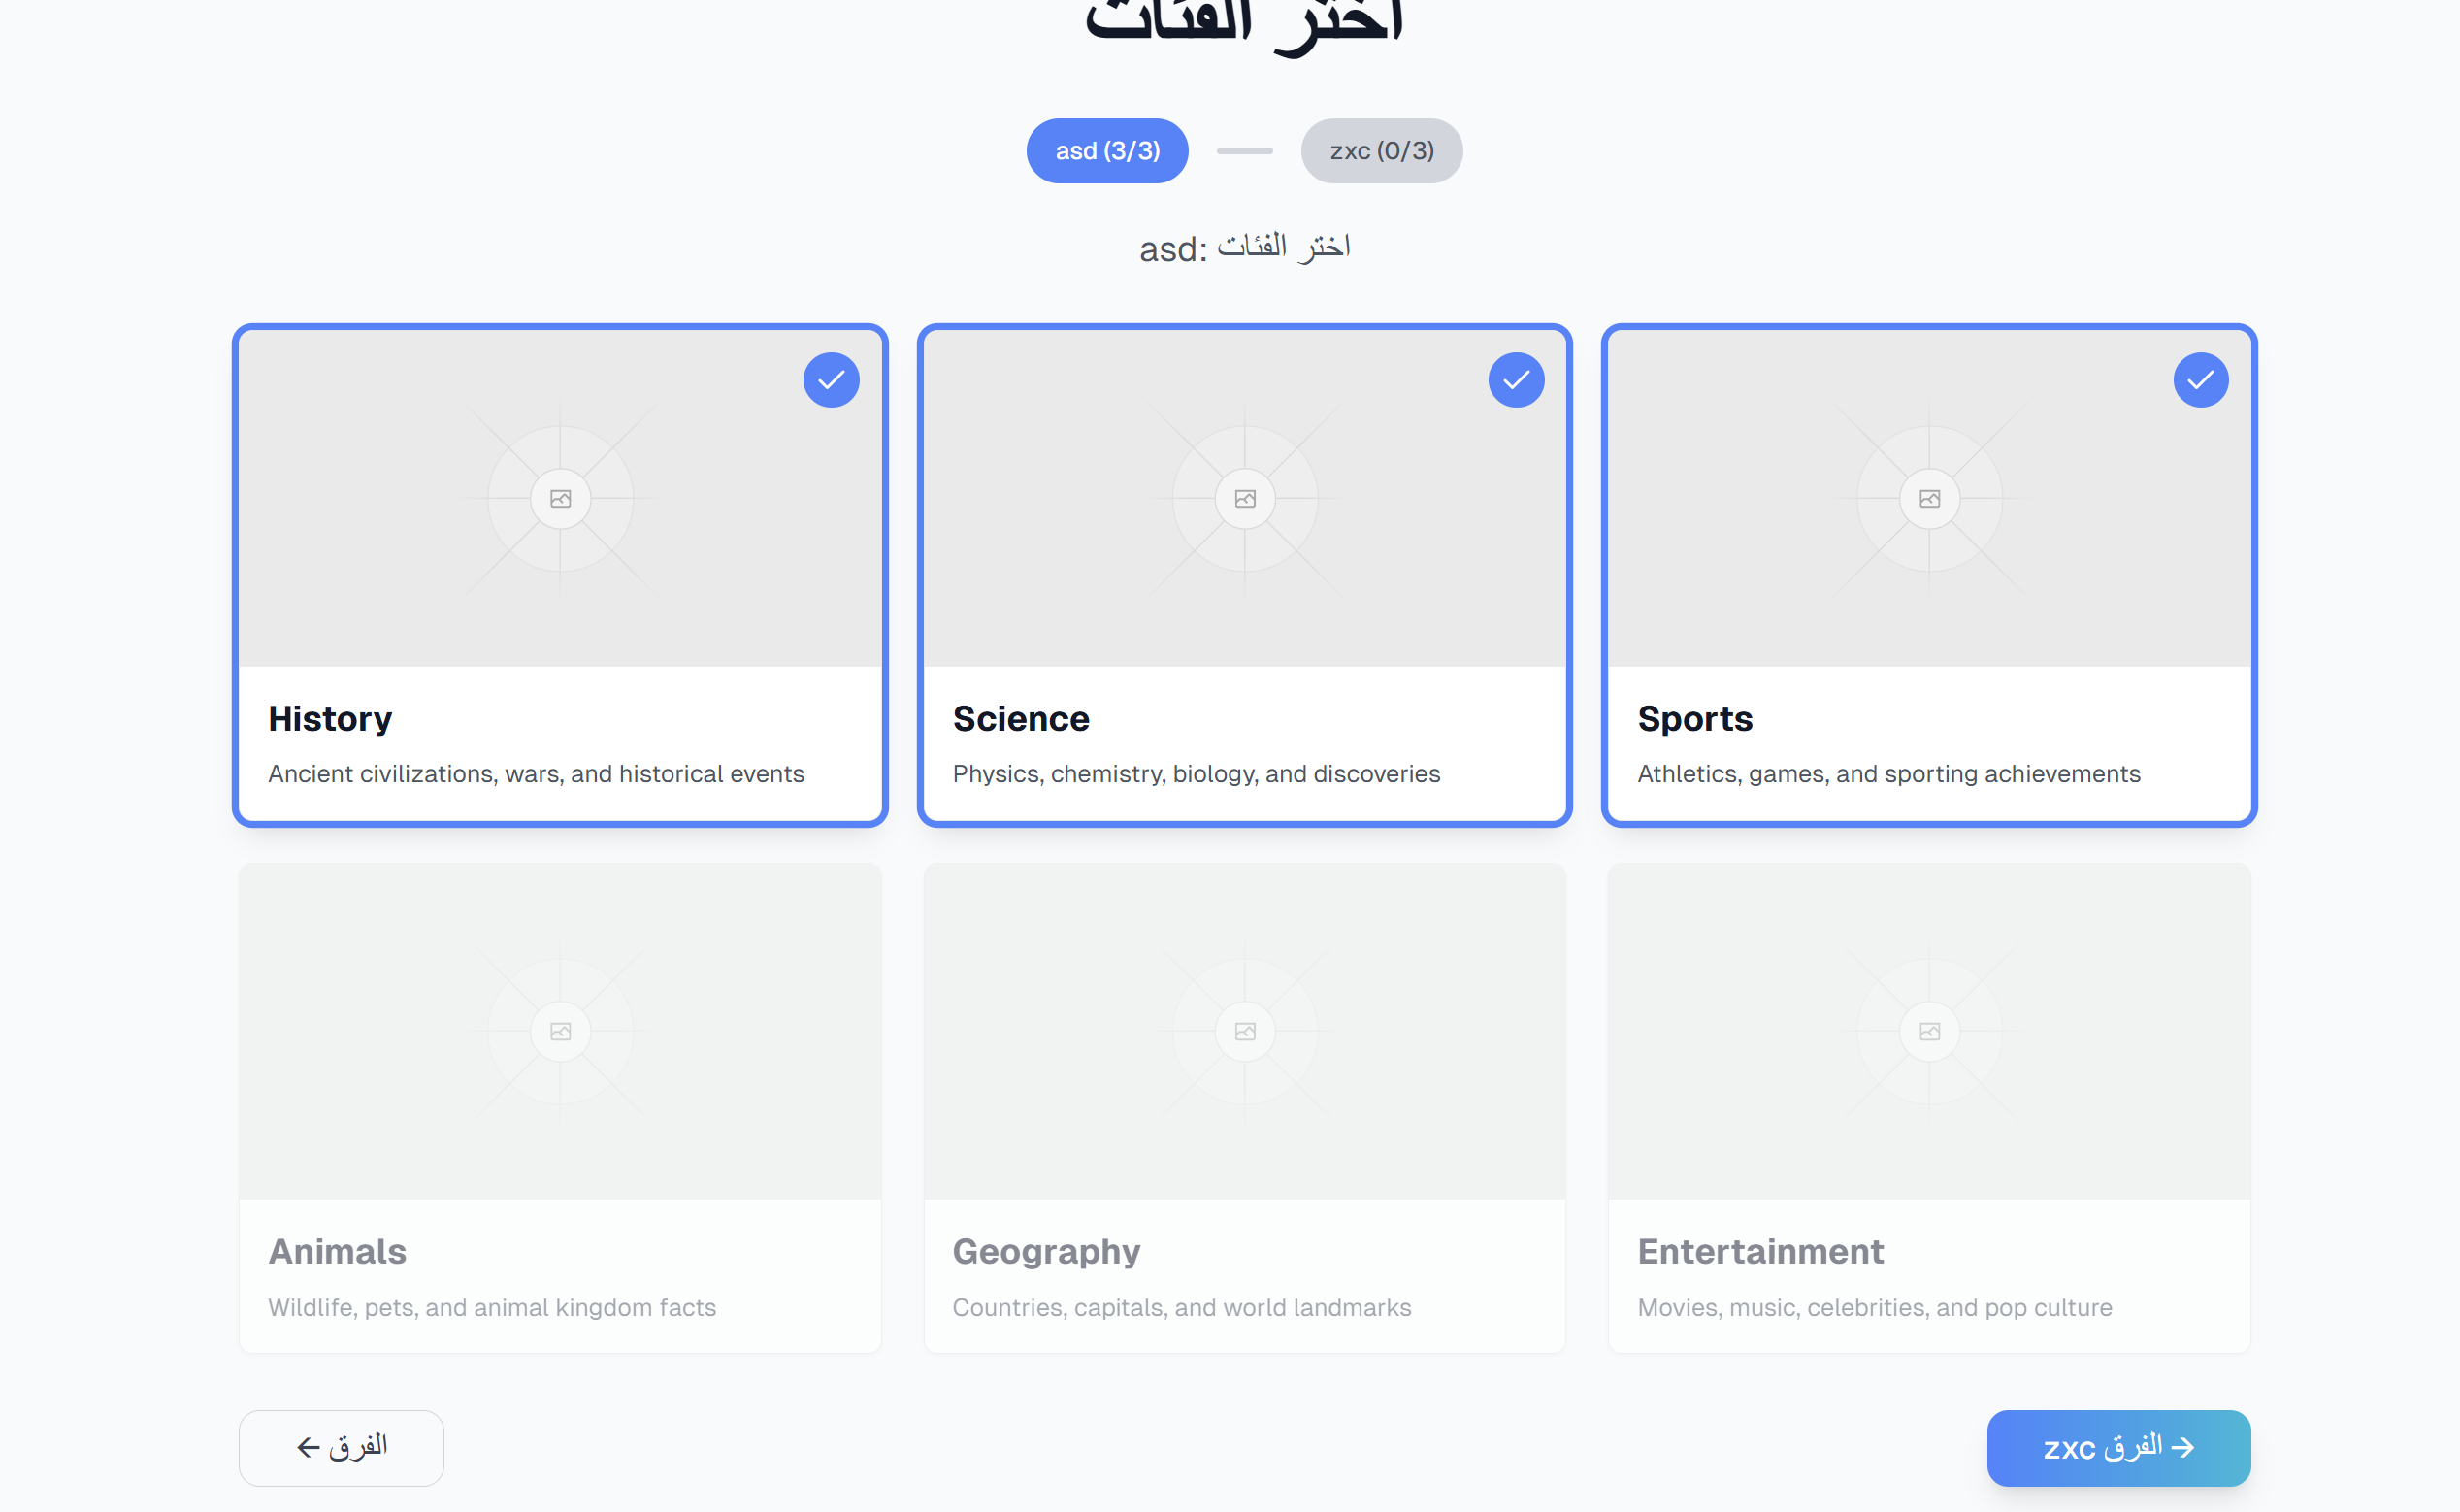 اختر الفئات
asd (3/3)
zxc (0/3)
asd: اختر الفئات
History
Ancient civilizations, wars, and historical events
Science
Physics, chemistry, biology, and discoveries
Sports
Athletics, games, and sporting achievements
Animals
Wildlife, pets, and animal kingdom facts
Geography
Countries, capitals, and world landmarks
Entertainment
Movies, music, celebrities, and pop culture
← الفرق
zxc الفرق →